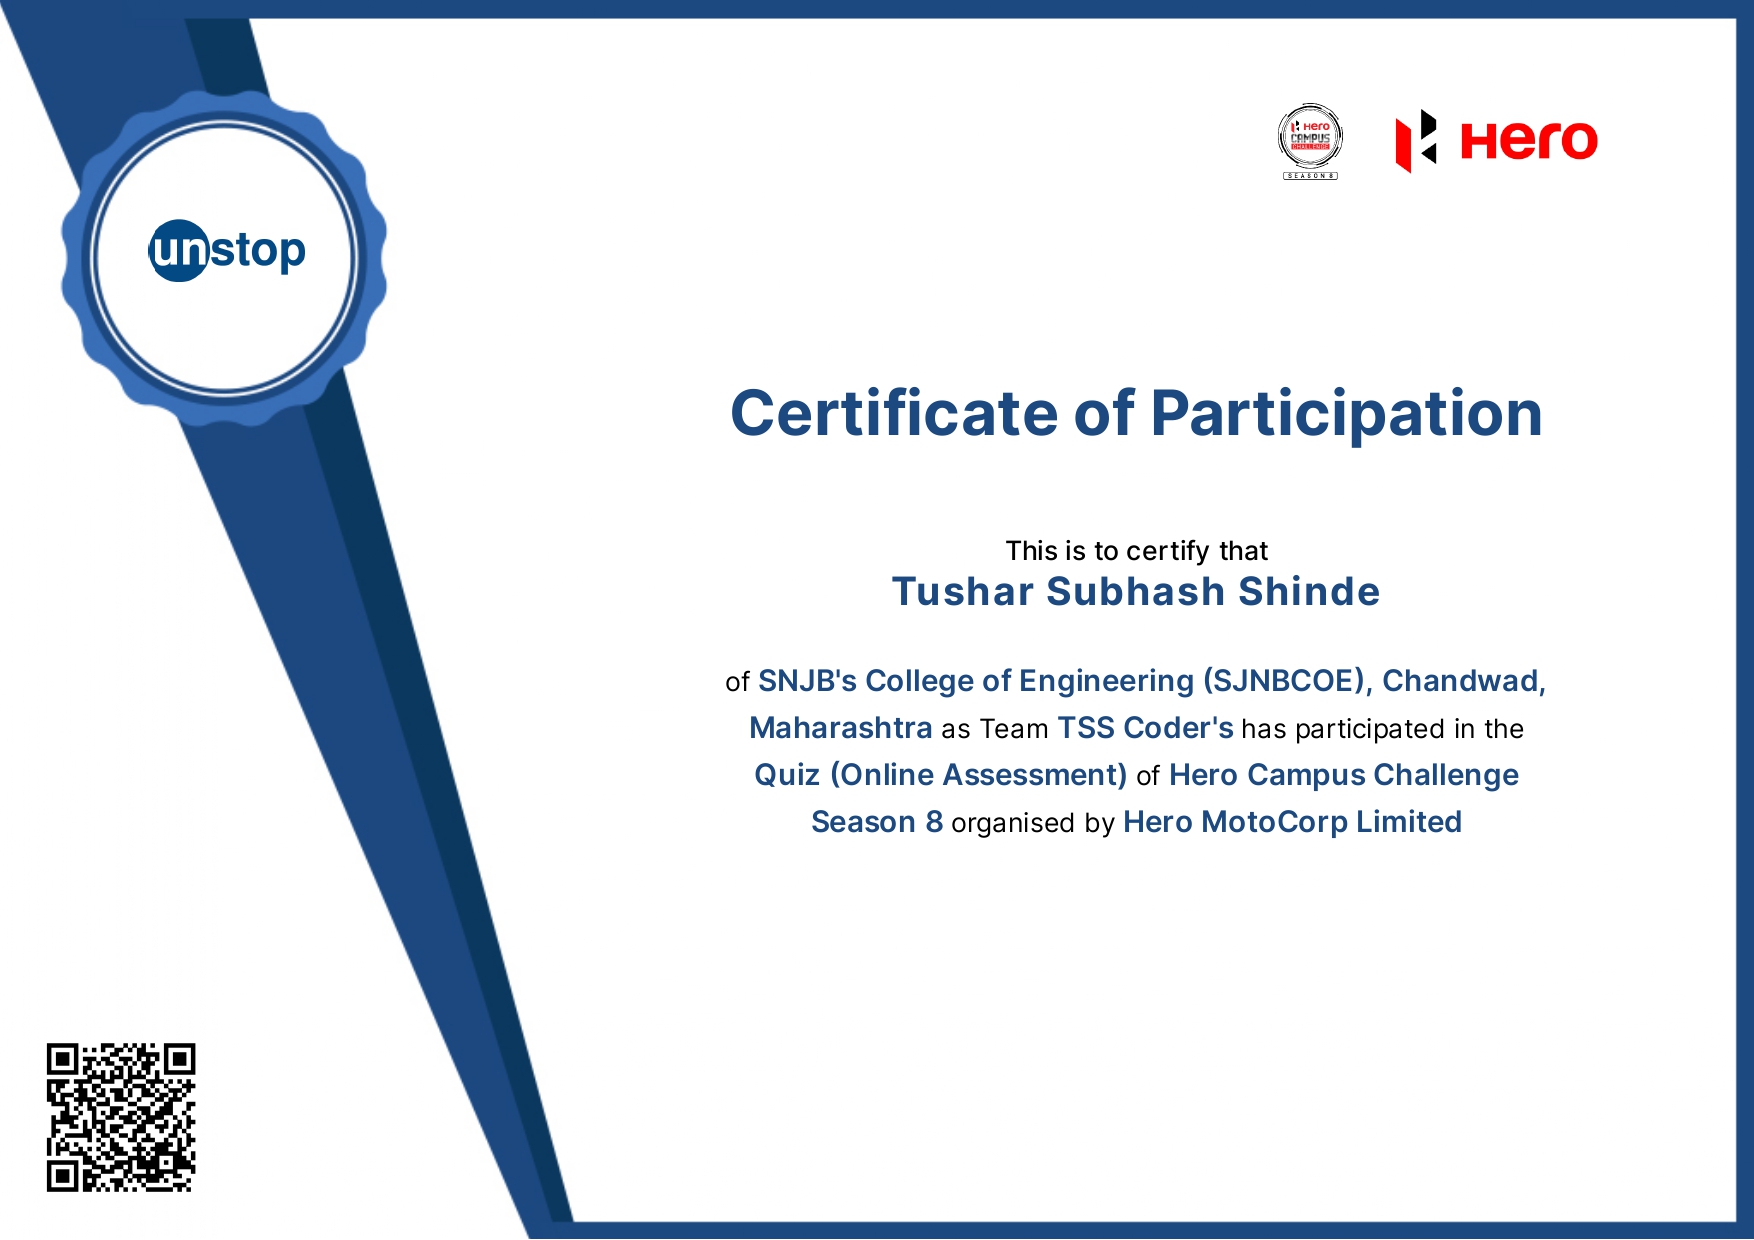 unstop
Hero
CAMPUS
CHALLENGE
SEASON 8
Hero
Certificate of Participation
This is to certify that
Tushar Subhash Shinde
of SNJB's College of Engineering (SJNBCOE), Chandwad,
Maharashtra as Team TSS Coder's has participated in the
Quiz (Online Assessment) of Hero Campus Challenge
Season 8 organised by Hero MotoCorp Limited